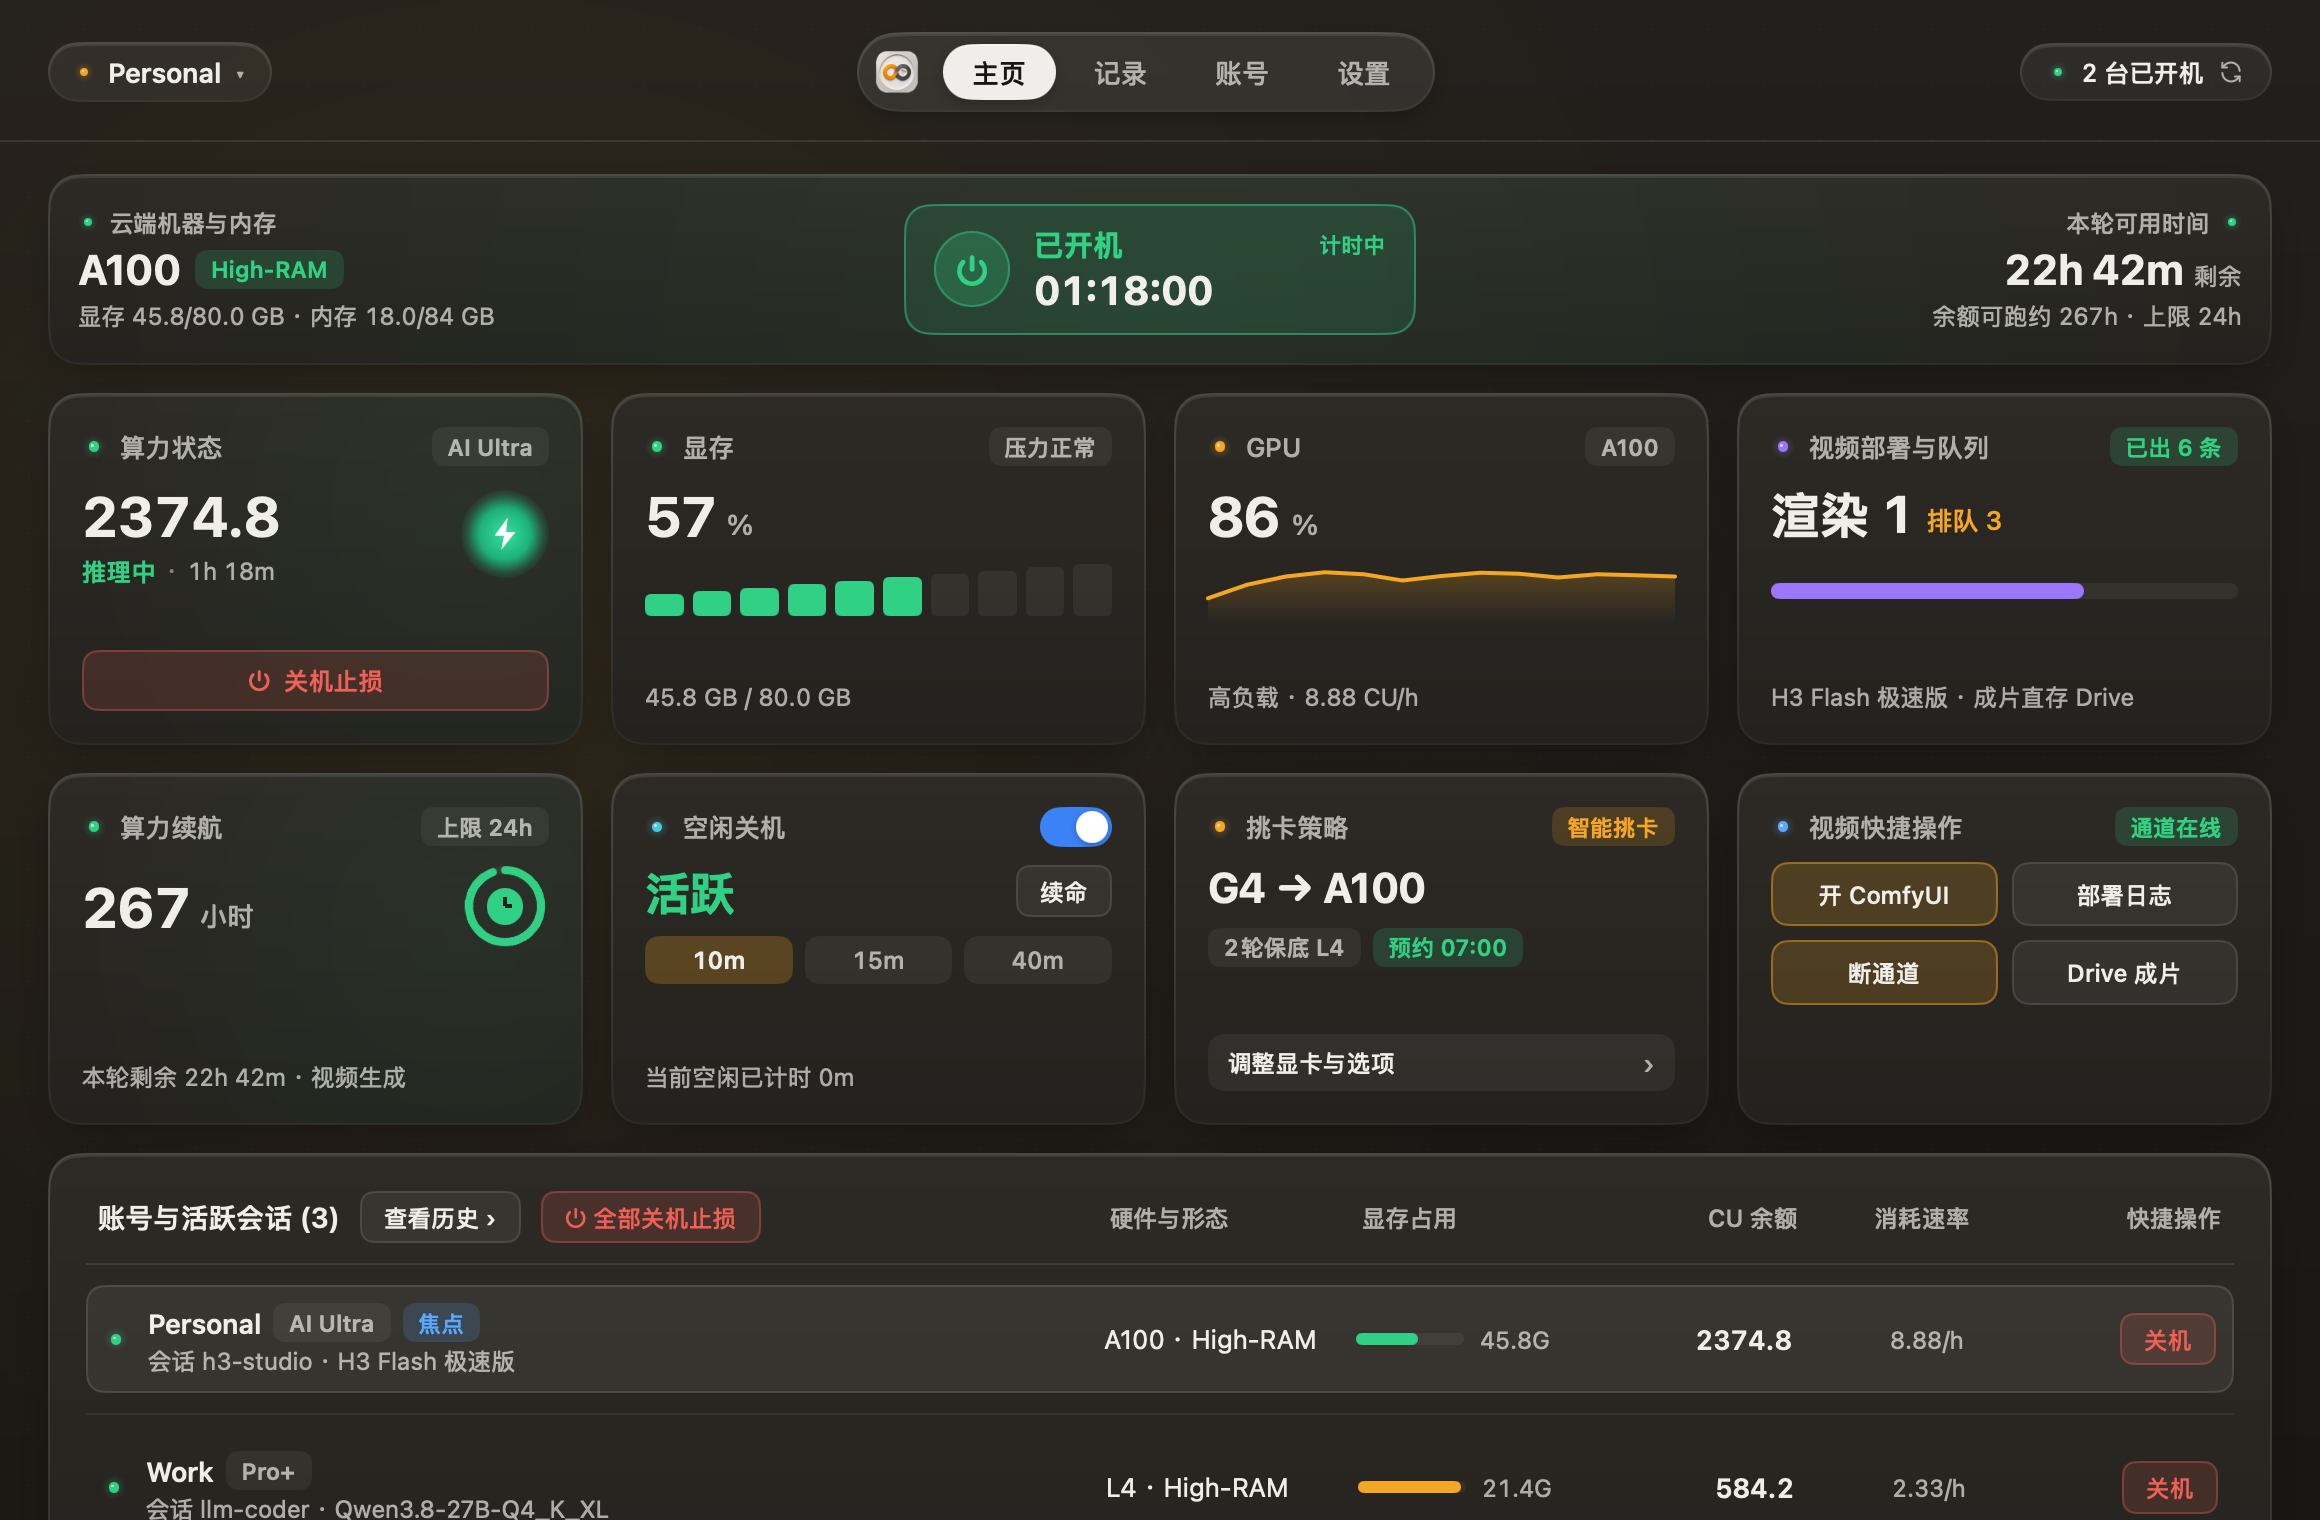 Personal ▾
主页 记录 账号 设置
2 台已开机
云端机器与内存
A100 High-RAM
显存 45.8/80.0 GB · 内存 18.0/84 GB
已开机 计时中
01:18:00
本轮可用时间
22h 42m 剩余
余额可跑约 267h · 上限 24h
算力状态 AI Ultra
2374.8
推理中 · 1h 18m
关机止损
显存 压力正常
57 %
45.8 GB / 80.0 GB
GPU A100
86 %
高负载 · 8.88 CU/h
视频部署与队列 已出 6 条
渲染 1 排队 3
H3 Flash 极速版 · 成片直存 Drive
算力续航 上限 24h
267 小时
本轮剩余 22h 42m · 视频生成
空闲关机
活跃 续命
10m 15m 40m
当前空闲已计时 0m
挑卡策略 智能挑卡
G4 → A100
2轮保底 L4 预约 07:00
调整显卡与选项 ›
视频快捷操作 通道在线
开 ComfyUI 部署日志
断通道 Drive 成片
账号与活跃会话 (3) 查看历史 › 全部关机止损 硬件与形态 显存占用 CU 余额 消耗速率 快捷操作
Personal AI Ultra 焦点
会话 h3-studio · H3 Flash 极速版
A100 · High-RAM 45.8G 2374.8 8.88/h 关机
Work Pro+
会话 llm-coder · Qwen3.8-27B-Q4_K_XL
L4 · High-RAM 21.4G 584.2 2.33/h 关机